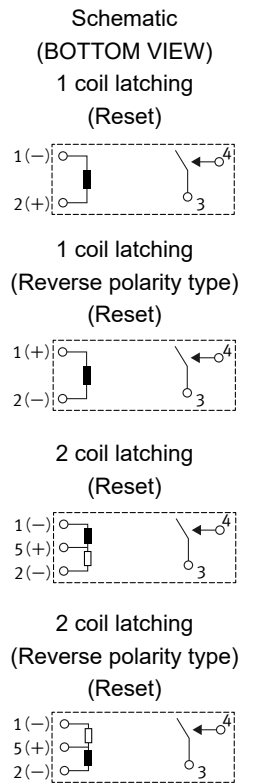 Schematic
(BOTTOM VIEW)
1 coil latching
(Reset)
1(−) 4
2(+) 3
1 coil latching
(Reverse polarity type)
(Reset)
1(+) 4
2(−) 3
2 coil latching
(Reset)
1(−) 4
5(+)
2(−) 3
2 coil latching
(Reverse polarity type)
(Reset)
1(−) 4
5(+)
2(−) 3